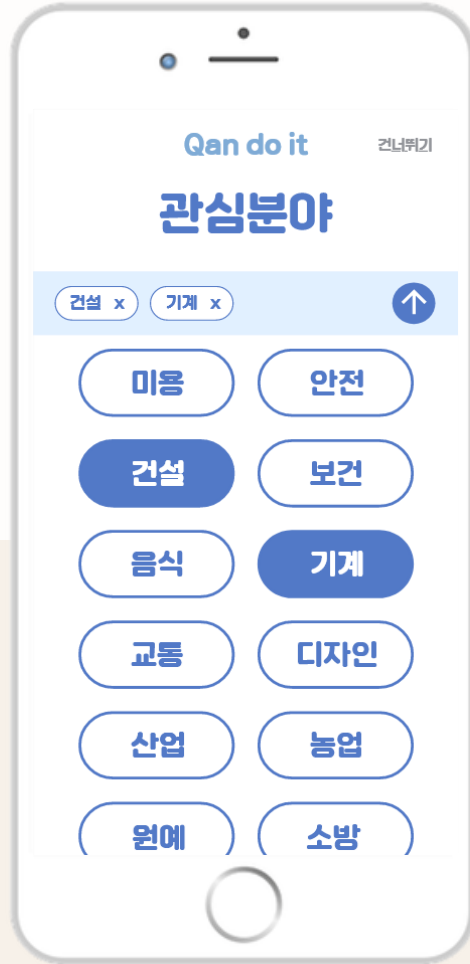 Qan do it 건너뛰기
관심분야
건설 x 기계 x
미용 안전
건설 보건
음식 기계
교통 디자인
산업 농업
원예 소방